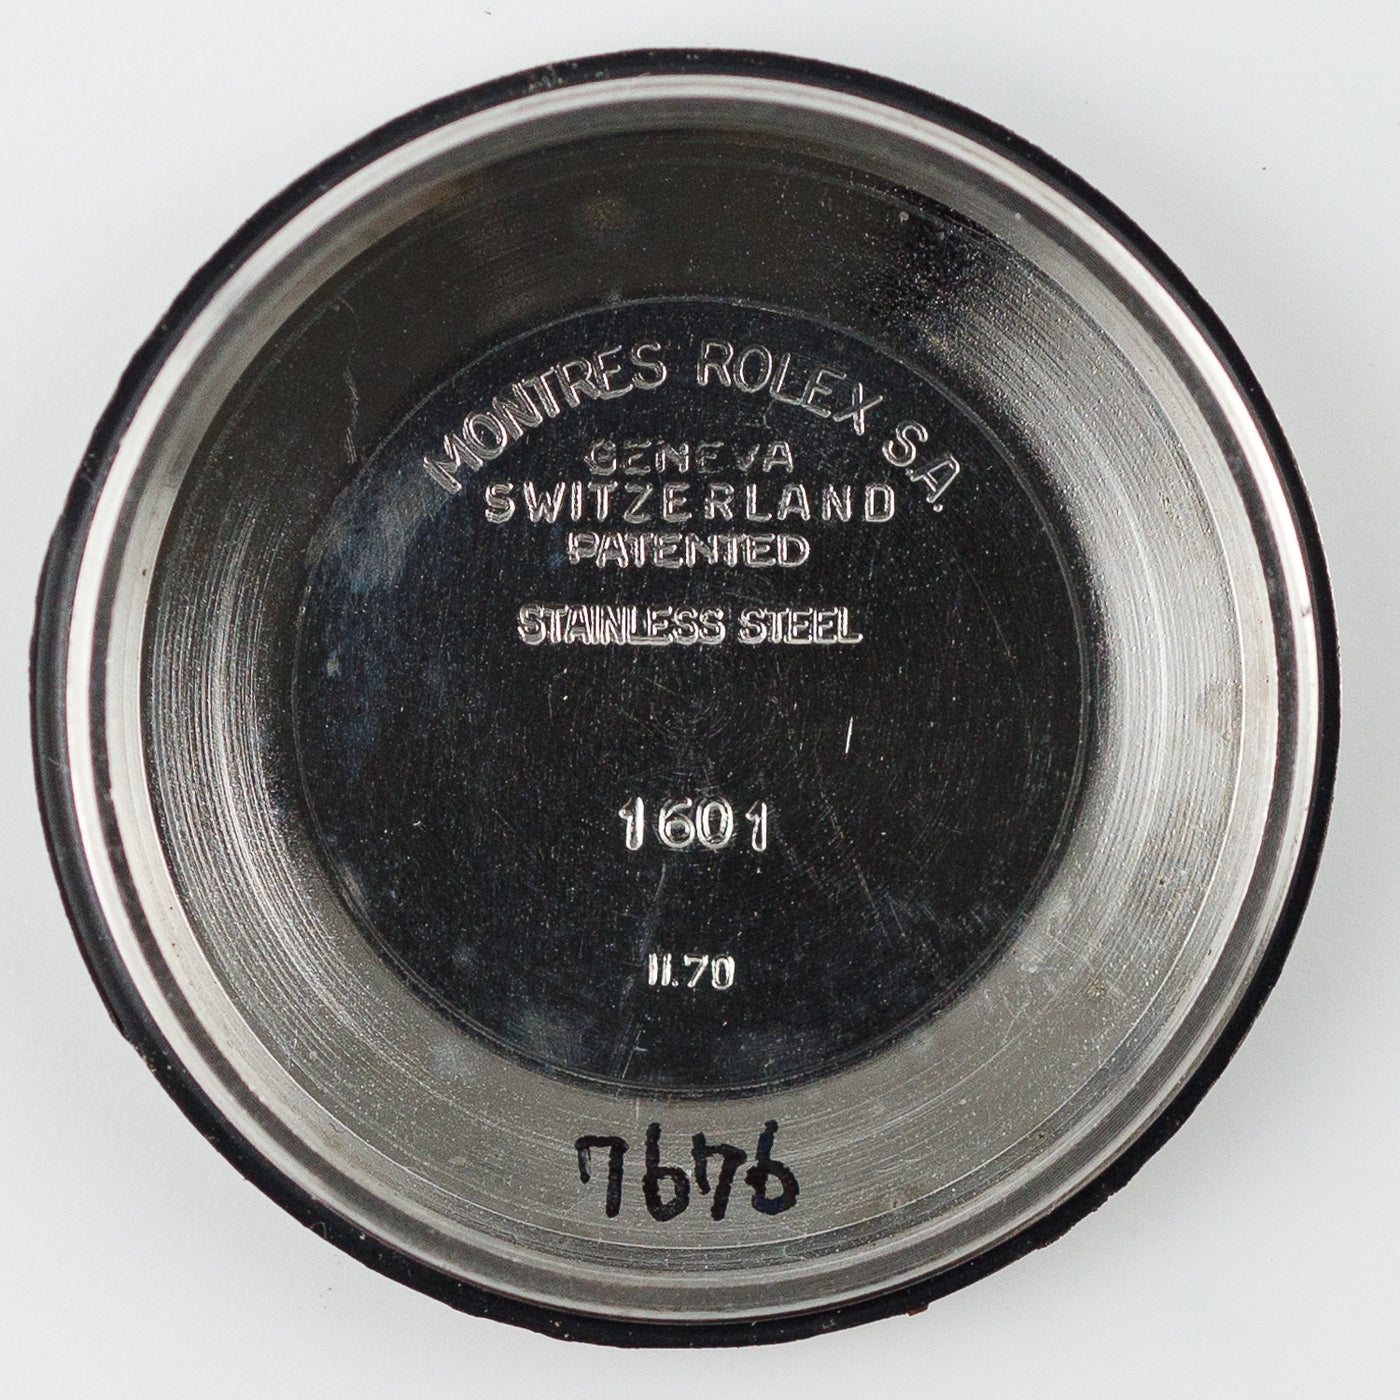 MONTRES ROLEX S.A.
GENEVA
SWITZERLAND
PATENTED
STAINLESS STEEL
1601
II.70
7676